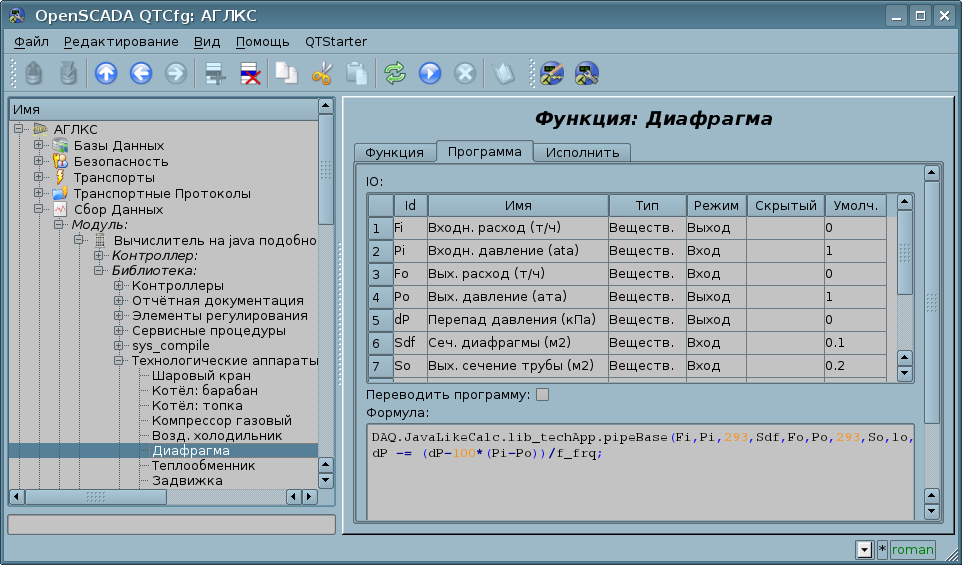 OpenSCADA QTCfg: АГЛКС
Файл Редактирование Вид Помощь QTStarter
Имя
АГЛКС
Базы Данных
Безопасность
Транспорты
Транспортные Протоколы
Сбор Данных
Модуль:
Вычислитель на java подобно
Контроллер:
Библиотека:
Контроллеры
Отчётная документация
Элементы регулирования
Сервисные процедуры
sys_compile
Технологические аппараты
Шаровый кран
Котёл: барабан
Котёл: топка
Компрессор газовый
Возд. холодильник
Диафрагма
Теплообменник
Задвижка
Функция: Диафрагма
Функция Программа Исполнить
IO:
Id Имя Тип Режим Скрытый Умолч.
1 Fi Входн. расход (т/ч) Веществ. Выход 0
2 Pi Входн. давление (ata) Веществ. Вход 1
3 Fo Вых. расход (т/ч) Веществ. Вход 0
4 Po Вых. давление (ата) Веществ. Выход 1
5 dP Перепад давления (кПа) Веществ. Выход 0
6 Sdf Сеч. диафрагмы (м2) Веществ. Вход 0.1
7 So Вых. сечение трубы (м2) Веществ. Вход 0.2
Переводить программу:
Формула:
DAQ.JavaLikeCalc.lib_techApp.pipeBase(Fi,Pi,293,Sdf,Fo,Po,293,So,lo,
dP -= (dP-100*(Pi-Po))/f_frq;
* roman